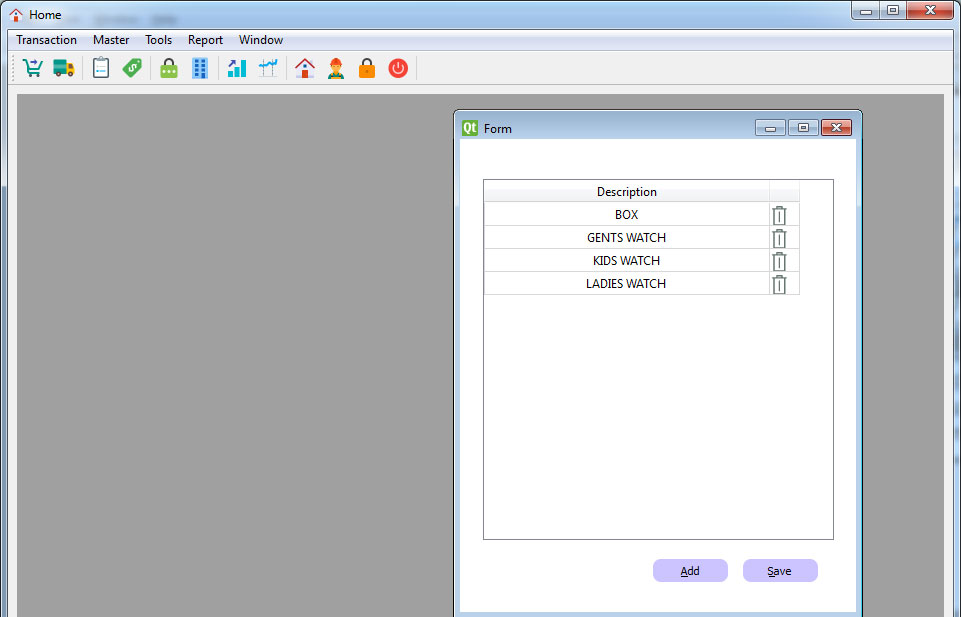 Home
Transaction Master Tools Report Window
Qt Form
Description
BOX
GENTS WATCH
KIDS WATCH
LADIES WATCH
Add Save